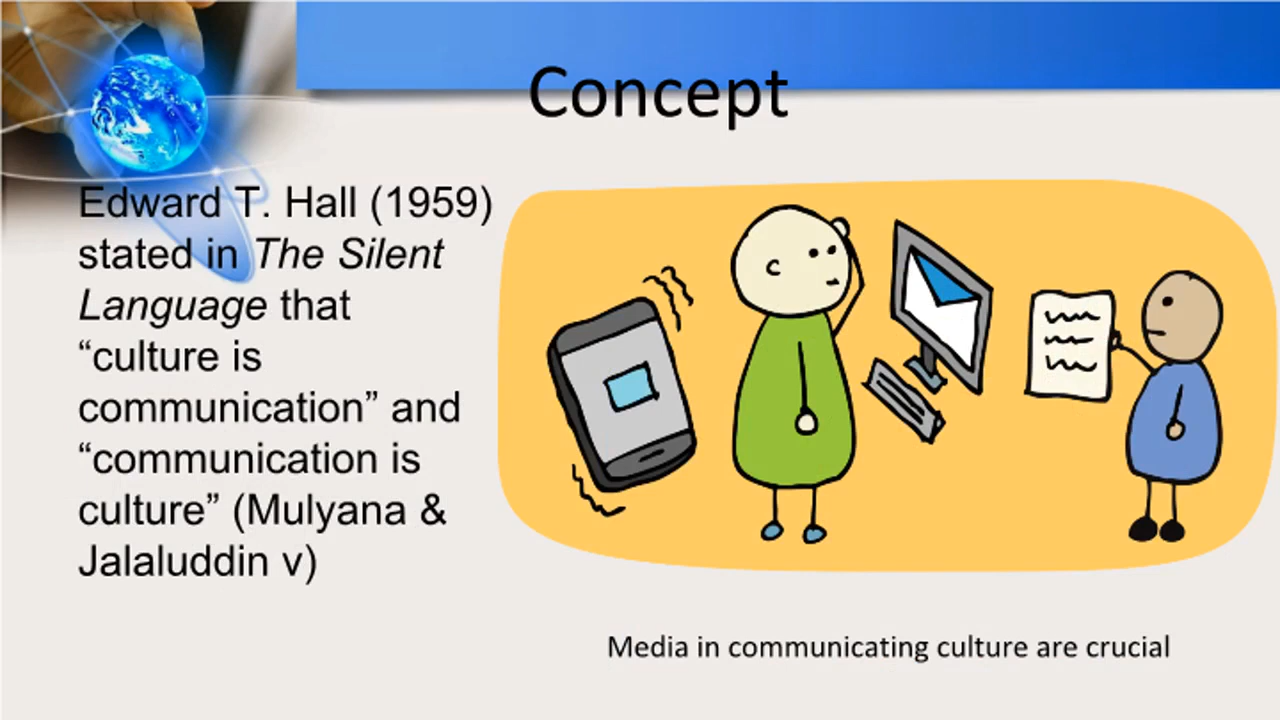 Concept
Edward T. Hall (1959)
stated in The Silent
Language that
“culture is
communication” and
“communication is
culture” (Mulyana &
Jalaluddin v)
Media in communicating culture are crucial